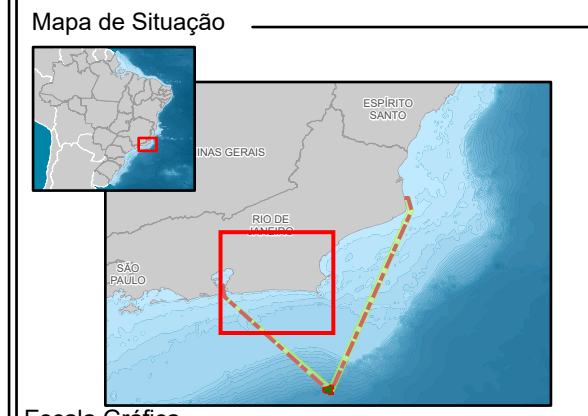 Mapa de Situação
ESPÍRITO
SANTO
INAS GERAIS
RIO DE
JANEIRO
SÃO
PAULO
Escala Gráfica